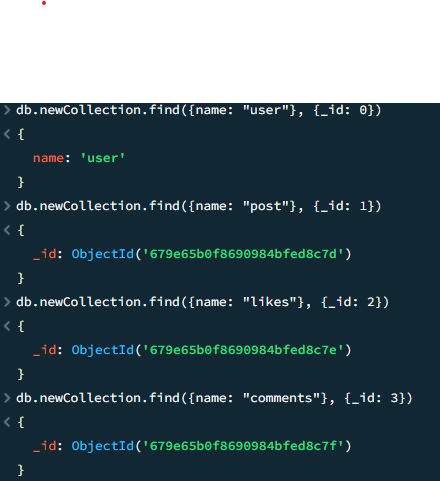 > db.newCollection.find({name: "user"}, {_id: 0})
< {
name: 'user'
}
> db.newCollection.find({name: "post"}, {_id: 1})
< {
_id: ObjectId('679e65b0f8690984bfed8c7d')
}
> db.newCollection.find({name: "likes"}, {_id: 2})
< {
_id: ObjectId('679e65b0f8690984bfed8c7e')
}
> db.newCollection.find({name: "comments"}, {_id: 3})
< {
_id: ObjectId('679e65b0f8690984bfed8c7f')
}